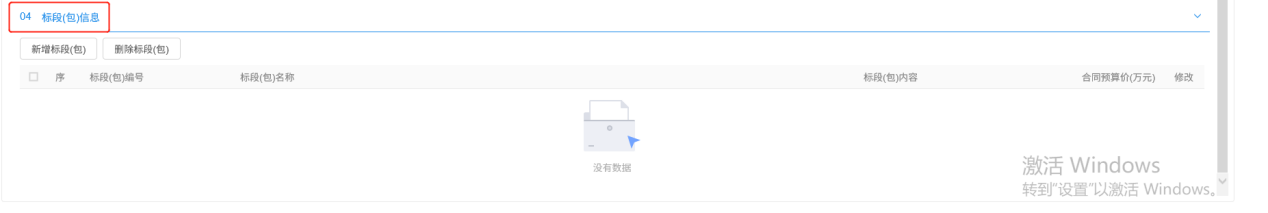 04 标段(包)信息
新增标段(包) 删除标段(包)
序 标段(包)编号 标段(包)名称 标段(包)内容 合同预算价(万元) 修改
没有数据
激活 Windows
转到"设置"以激活 Windows。